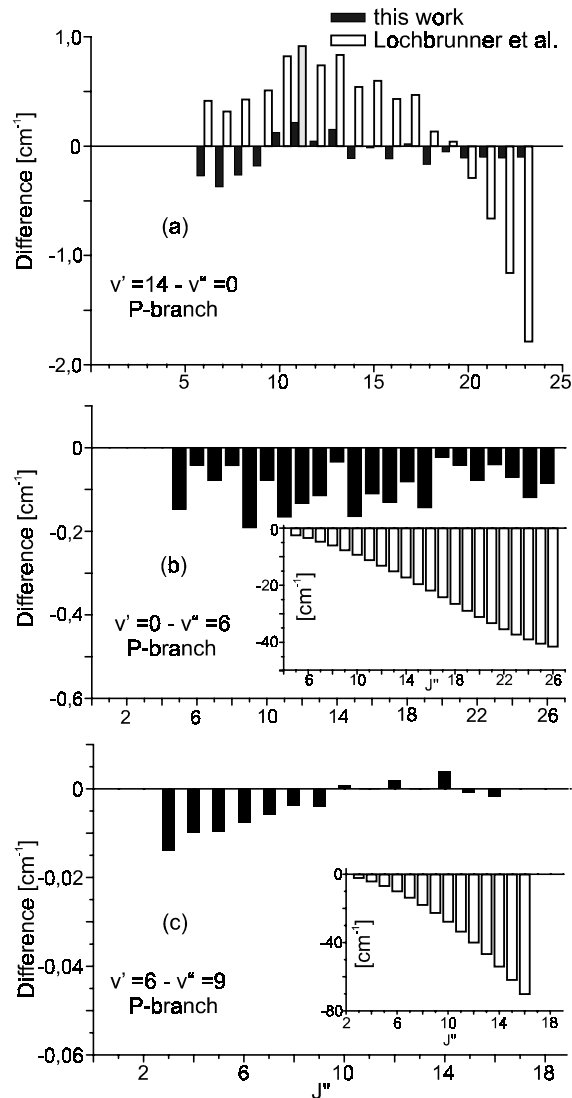 this work
Lochbrunner et al.
1,0
0
-1,0
-2,0
Difference [cm⁻¹]
(a)
v' =14 - v" =0
P-branch
5 10 15 20 25
0
-0,2
-0,4
-0,6
Difference [cm⁻¹]
(b)
v' =0 - v" =6
P-branch
0
-20
-40
[cm⁻¹]
6 10 14 18 22 26
J"
2 6 10 14 18 22 26
0
-0,02
-0,04
-0,06
Difference [cm⁻¹]
(c)
v' =6 - v" =9
P-branch
0
-40
-80
[cm⁻¹]
2 6 10 14 18
J"
2 6 10 14 18
J"